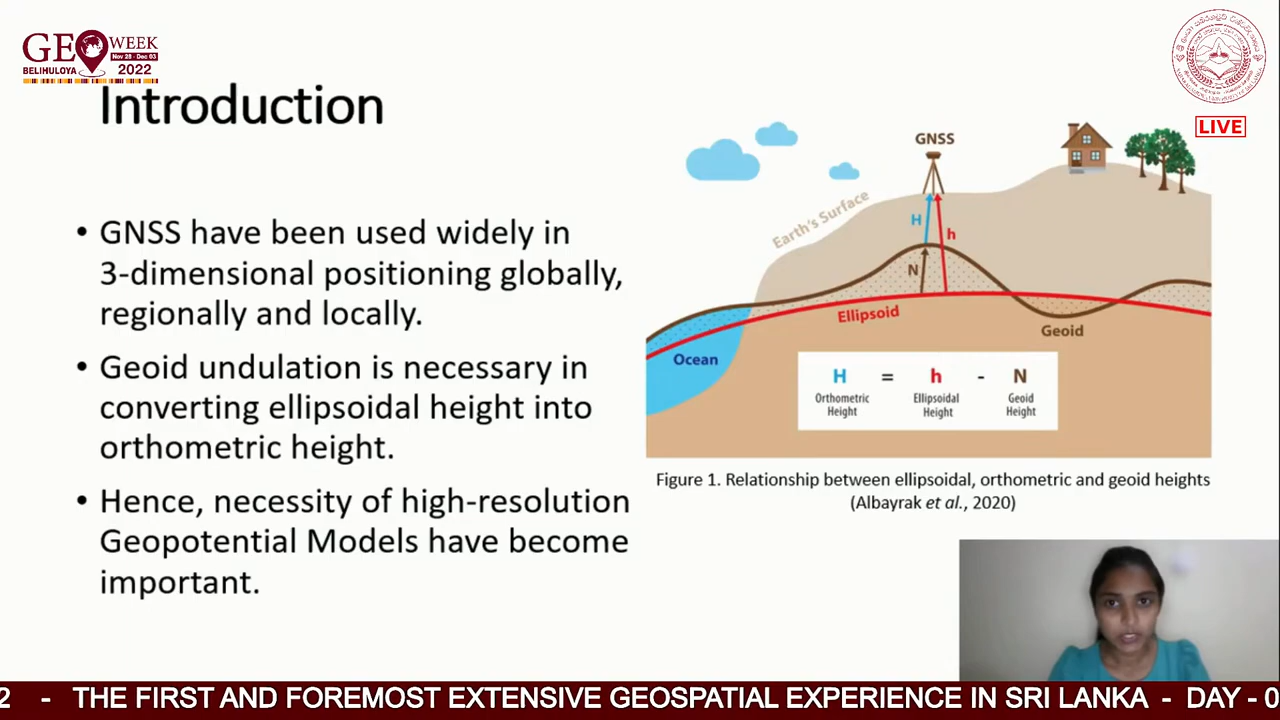 GEO WEEK
Nov 28 - Dec 03
BELIHULOYA 2022
LIVE
Introduction
• GNSS have been used widely in
3-dimensional positioning globally,
regionally and locally.
• Geoid undulation is necessary in
converting ellipsoidal height into
orthometric height.
• Hence, necessity of high-resolution
Geopotential Models have become
important.
GNSS
Earth's Surface
H
h
N
Ellipsoid
Geoid
Ocean
H = h - N
Orthometric Height Ellipsoidal Height Geoid Height
Figure 1. Relationship between ellipsoidal, orthometric and geoid heights
(Albayrak et al., 2020)
2 - THE FIRST AND FOREMOST EXTENSIVE GEOSPATIAL EXPERIENCE IN SRI LANKA - DAY - 0